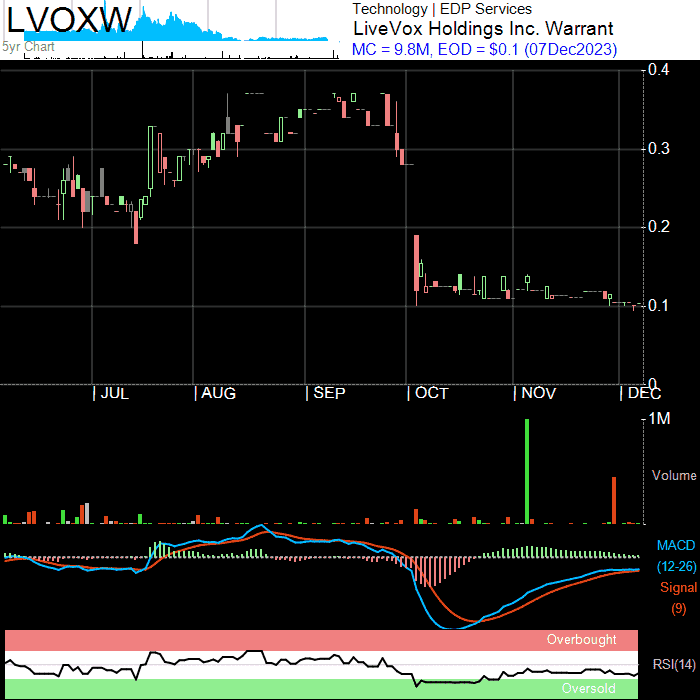 LVOXW
5yr Chart
Technology | EDP Services
LiveVox Holdings Inc. Warrant
MC = 9.8M, EOD = $0.1 (07Dec2023)
0.4
0.3
0.2
0.1
0
| JUL | AUG | SEP | OCT | NOV | DEC
1M
Volume
MACD
(12-26)
Signal
(9)
Overbought
RSI(14)
Oversold